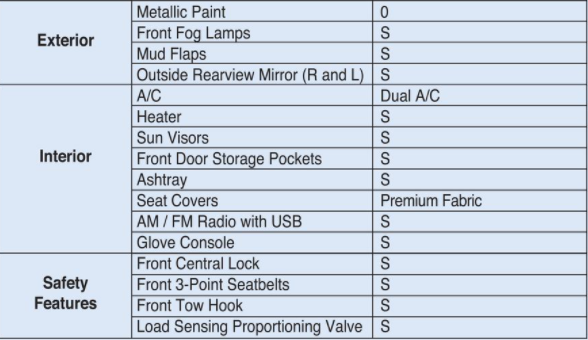 Exterior
Metallic Paint 0
Front Fog Lamps S
Mud Flaps S
Outside Rearview Mirror (R and L) S
Interior
A/C Dual A/C
Heater S
Sun Visors S
Front Door Storage Pockets S
Ashtray S
Seat Covers Premium Fabric
AM / FM Radio with USB S
Glove Console S
Safety
Features
Front Central Lock S
Front 3-Point Seatbelts S
Front Tow Hook S
Load Sensing Proportioning Valve S